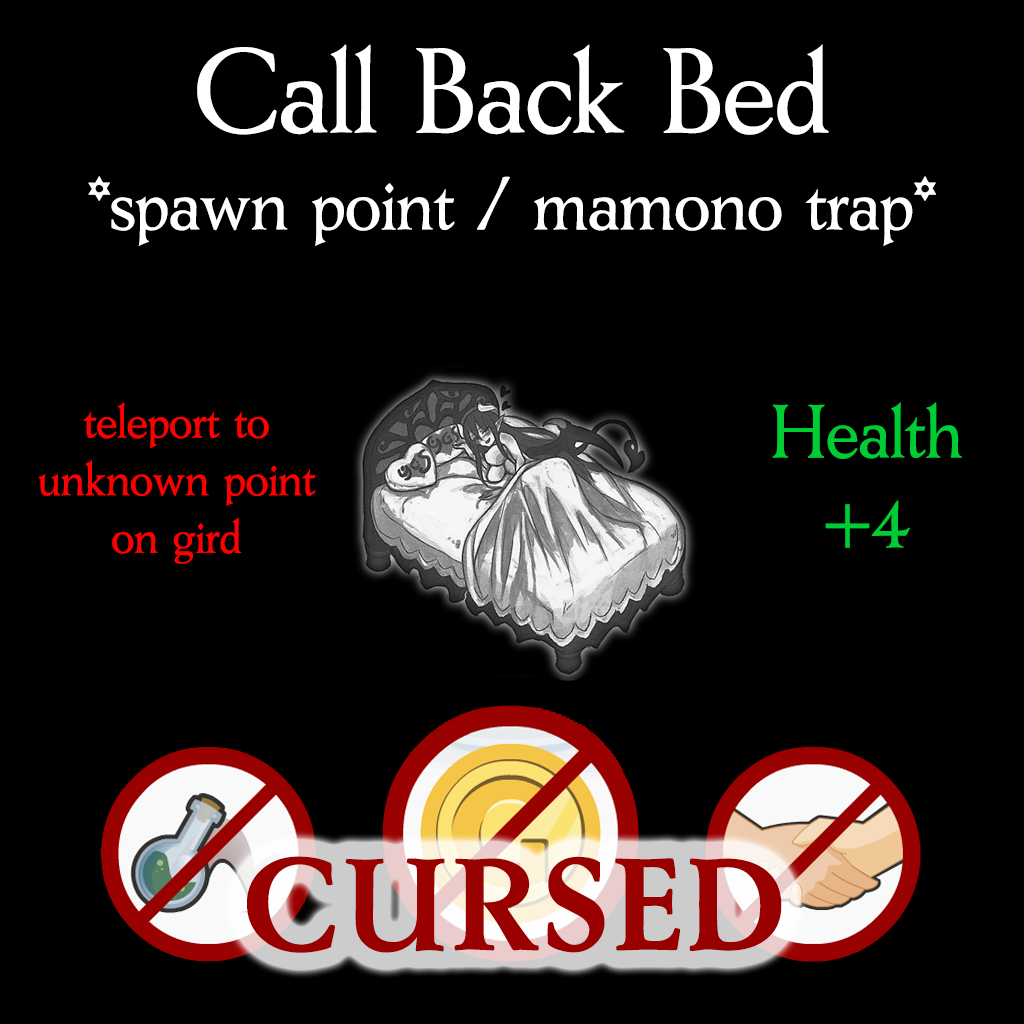 Call Back Bed
*spawn point / mamono trap*
teleport to
unknown point
on gird
Health
+4
CURSED